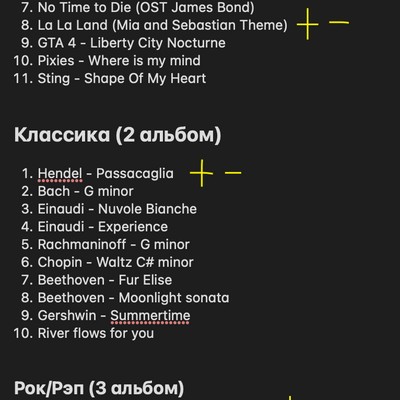 7. No Time to Die (OST James Bond)
8. La La Land (Mia and Sebastian Theme) + -
9. GTA 4 - Liberty City Nocturne
10. Pixies - Where is my mind
11. Sting - Shape Of My Heart
Классика (2 альбом)
1. Hendel - Passacaglia + -
2. Bach - G minor
3. Einaudi - Nuvole Bianche
4. Einaudi - Experience
5. Rachmaninoff - G minor
6. Chopin - Waltz C# minor
7. Beethoven - Fur Elise
8. Beethoven - Moonlight sonata
9. Gershwin - Summertime
10. River flows for you
Рок/Рэп (3 альбом)